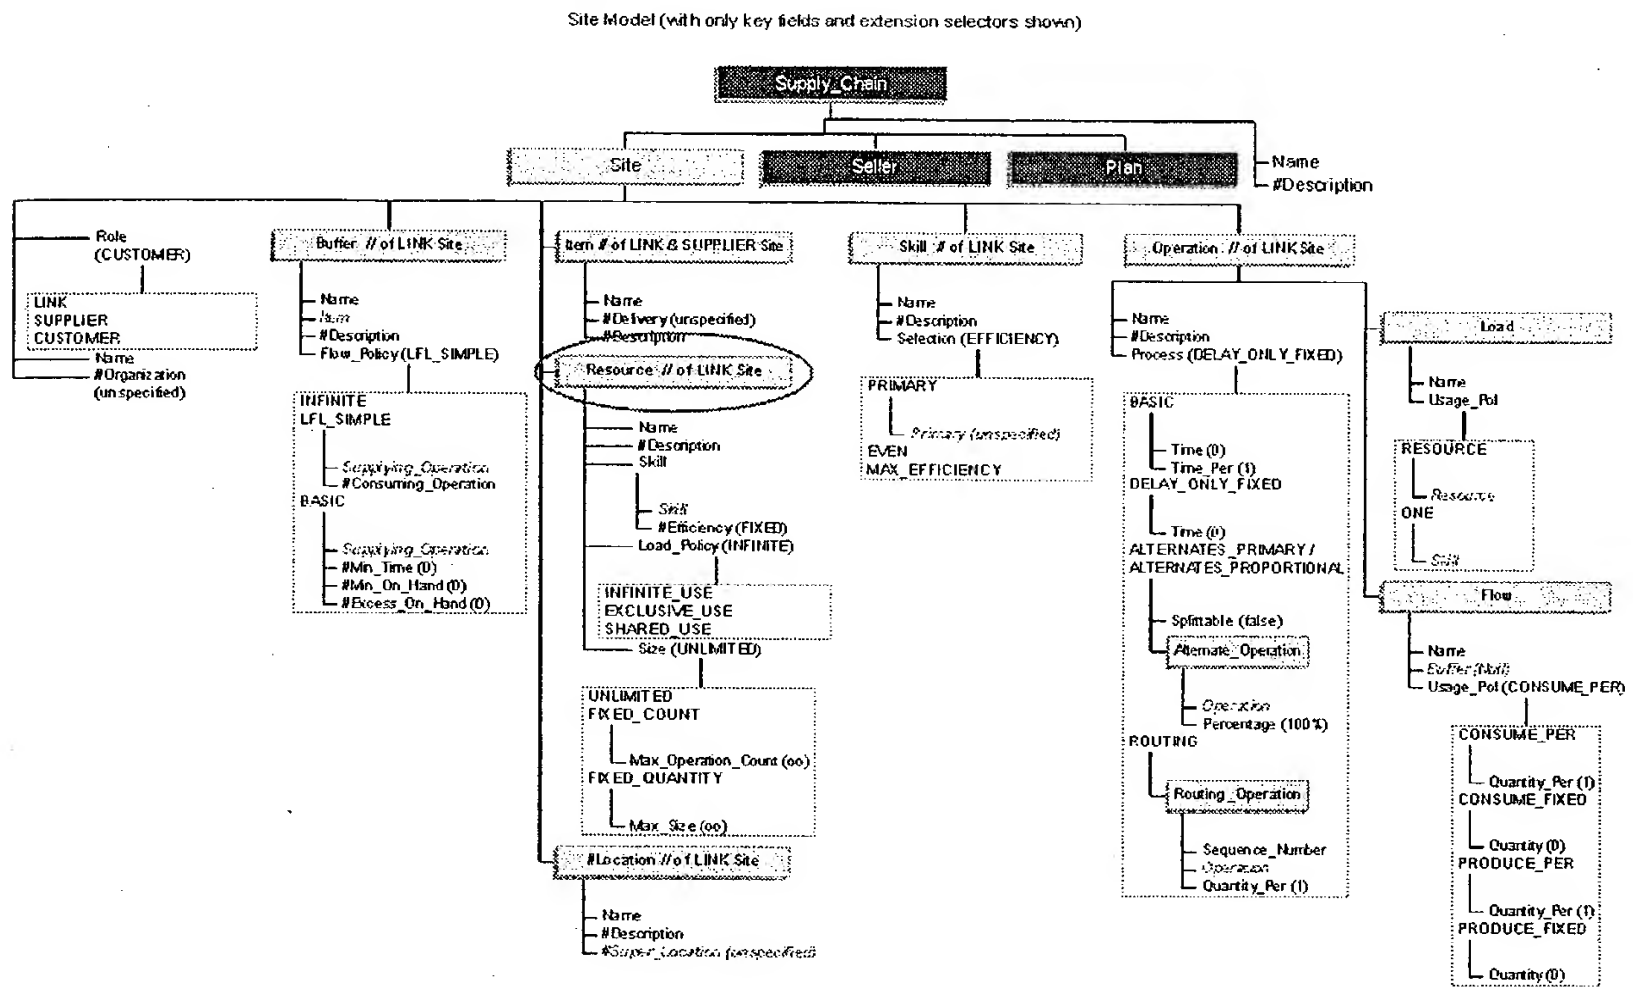 Site Model (with only key fields and extension selectors shown)
Supply_Chain
Site
Seller
Plan
Name
#Description
Role
(CUSTOMER)
LINK
SUPPLIER
CUSTOMER
Name
#Organization
(unspecified)
Buffer // of LINK Site
Name
Item
#Description
Flow_Policy (LFL_SIMPLE)
INFINITE
LFL_SIMPLE
Supplying_Operation
#Consuming_Operation
BASIC
Supplying_Operation
#Min_Time (0)
#Min_On_Hand (0)
#Excess_On_Hand (0)
Item # of LINK & SUPPLIER Site
Name
#Delivery (unspecified)
#Description
Resource // of LINK Site
Name
#Description
Skill
Skill
#Efficiency (FIXED)
Load_Policy (INFINITE)
INFINITE_USE
EXCLUSIVE_USE
SHARED_USE
Size (UNLIMITED)
UNLIMITED
FIXED_COUNT
Max_Operation_Count (oo)
FIXED_QUANTITY
Max_Size (oo)
#Location // of LINK Site
Name
#Description
#Super_Location (unspecified)
Skill # of LINK Site
Name
#Description
Selection (EFFICIENCY)
PRIMARY
Primary (unspecified)
EVEN
MAX_EFFICIENCY
Operation // of LINK Site
Name
#Description
Process (DELAY_ONLY_FIXED)
BASIC
Time (0)
Time_Per (1)
DELAY_ONLY_FIXED
Time (0)
ALTERNATES_PRIMARY /
ALTERNATES_PROPORTIONAL
Splittable (false)
Alternate_Operation
Operation
Percentage (100%)
ROUTING
Routing_Operation
Sequence_Number
Operation
Quantity_Per (1)
Load
Name
Usage_Pol
RESOURCE
Resource
ONE
Skill
Flow
Name
Buffer (Null)
Usage_Pol (CONSUME_PER)
CONSUME_PER
Quantity_Per (1)
CONSUME_FIXED
Quantity (0)
PRODUCE_PER
Quantity_Per (1)
PRODUCE_FIXED
Quantity (0)